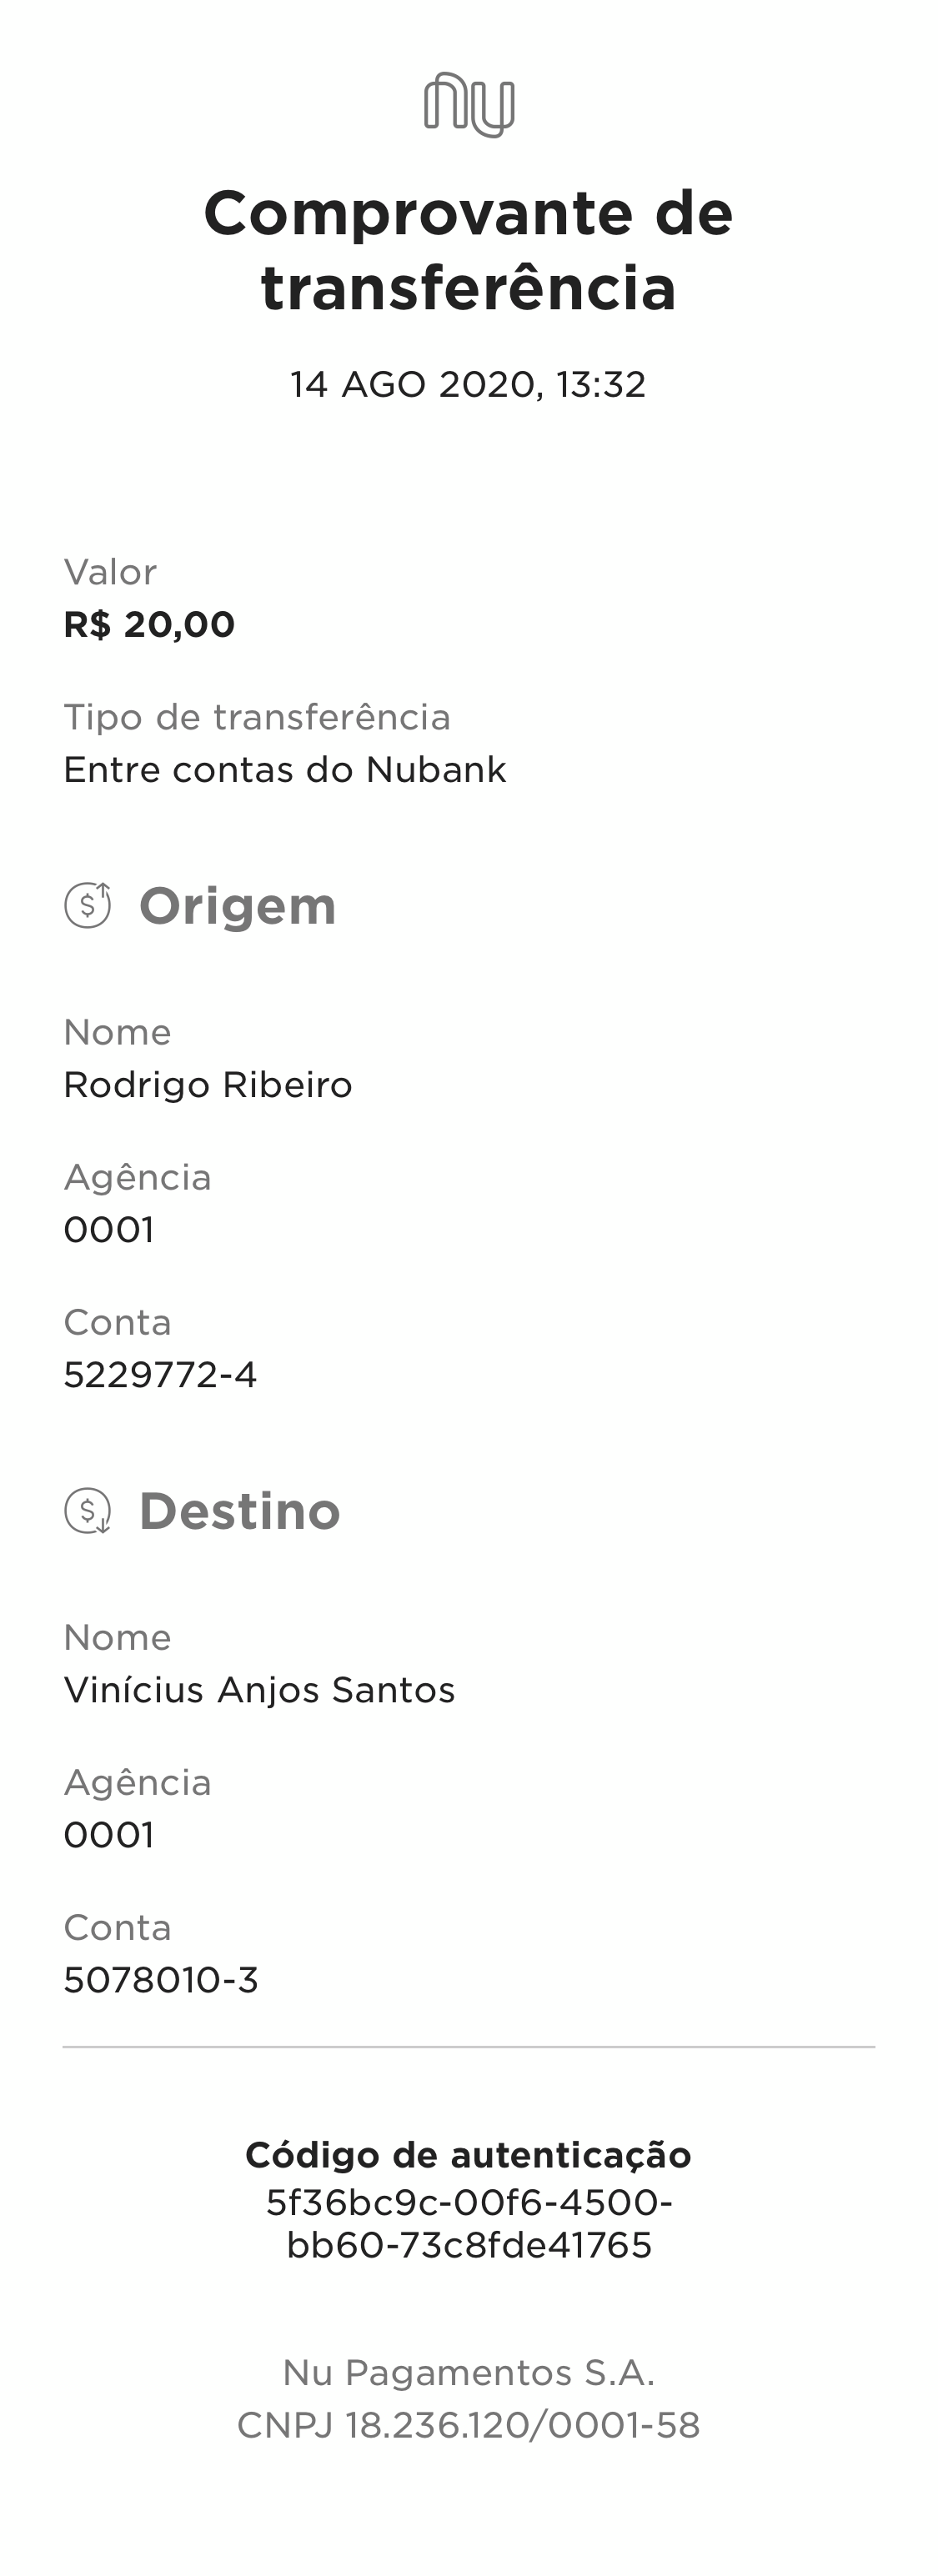 nu
Comprovante de
transferência
14 AGO 2020, 13:32
Valor
R$ 20,00
Tipo de transferência
Entre contas do Nubank
Origem
Nome
Rodrigo Ribeiro
Agência
0001
Conta
5229772-4
Destino
Nome
Vinícius Anjos Santos
Agência
0001
Conta
5078010-3
Código de autenticação
5f36bc9c-00f6-4500-
bb60-73c8fde41765
Nu Pagamentos S.A.
CNPJ 18.236.120/0001-58